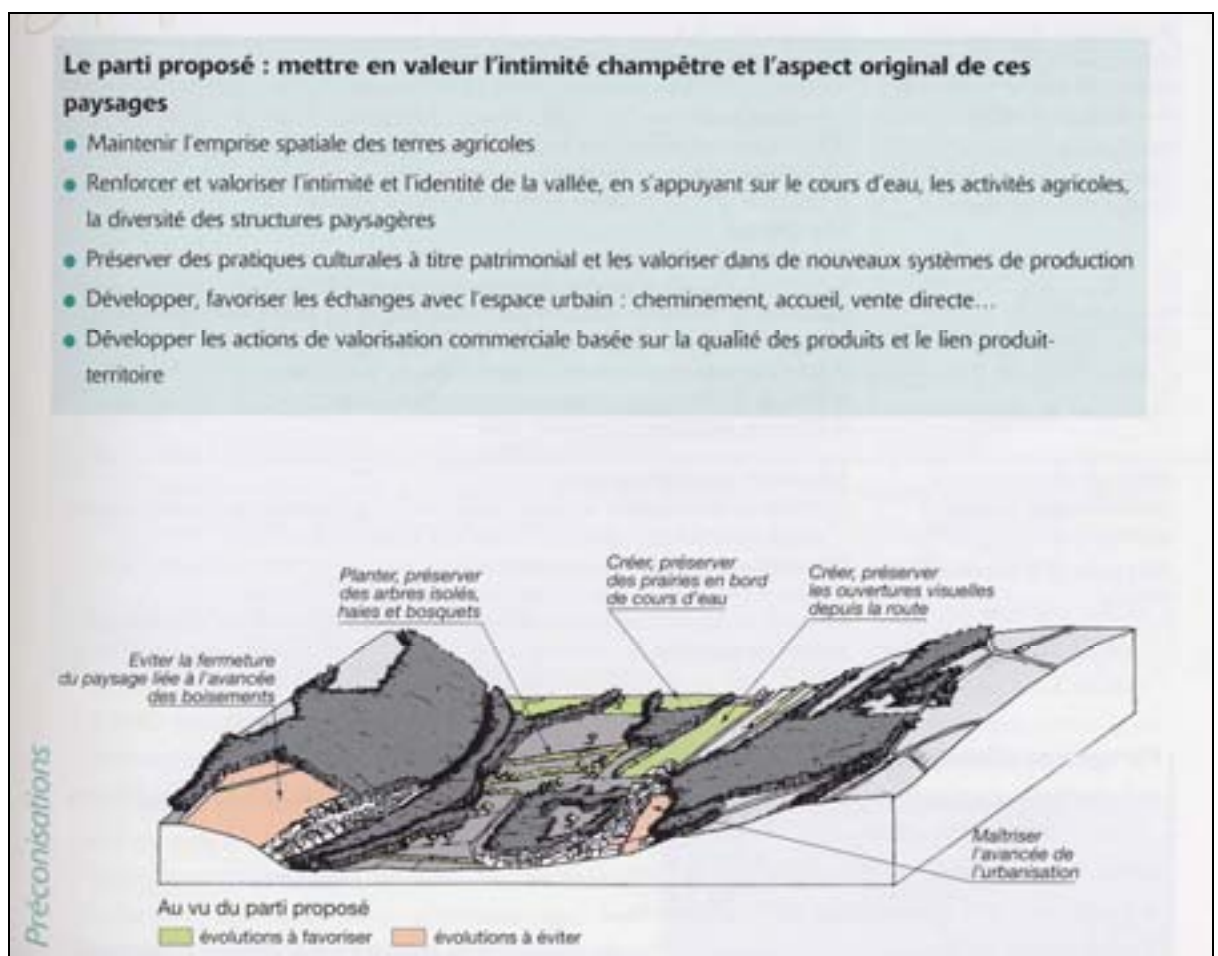 Le parti proposé : mettre en valeur l'intimité champêtre et l'aspect original de ces
paysages
● Maintenir l'emprise spatiale des terres agricoles
● Renforcer et valoriser l'intimité et l'identité de la vallée, en s'appuyant sur le cours d'eau, les activités agricoles,
la diversité des structures paysagères
● Préserver des pratiques culturales à titre patrimonial et les valoriser dans de nouveaux systèmes de production
● Développer, favoriser les échanges avec l'espace urbain : cheminement, accueil, vente directe…
● Développer les actions de valorisation commerciale basée sur la qualité des produits et le lien produit-
territoire
Planter, préserver
des arbres isolés,
haies et bosquets
Créer, préserver
des prairies en bord
de cours d'eau
Créer, préserver
les ouvertures visuelles
depuis la route
Eviter la fermeture
du paysage liée à l'avancée
des boisements
Maîtriser
l'avancée de
l'urbanisation
Préconisations
Au vu du parti proposé
évolutions à favoriser
évolutions à éviter